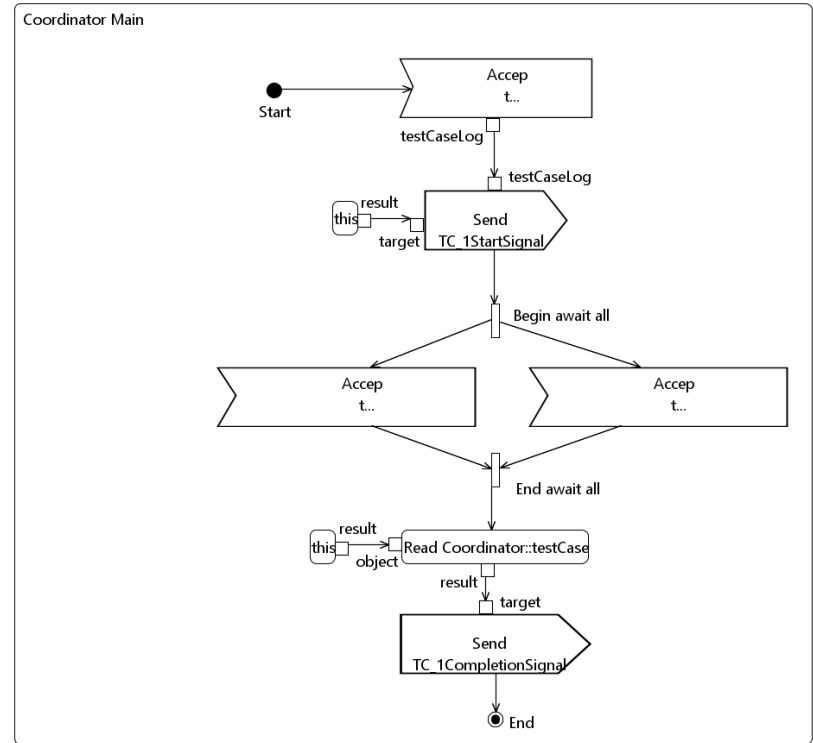 Coordinator Main
Accep
t...
Start
testCaseLog
testCaseLog
result
this
target
Send
TC_1StartSignal
Begin await all
Accep
t...
Accep
t...
End await all
result
this
object
Read Coordinator::testCase
result
target
Send
TC_1CompletionSignal
End